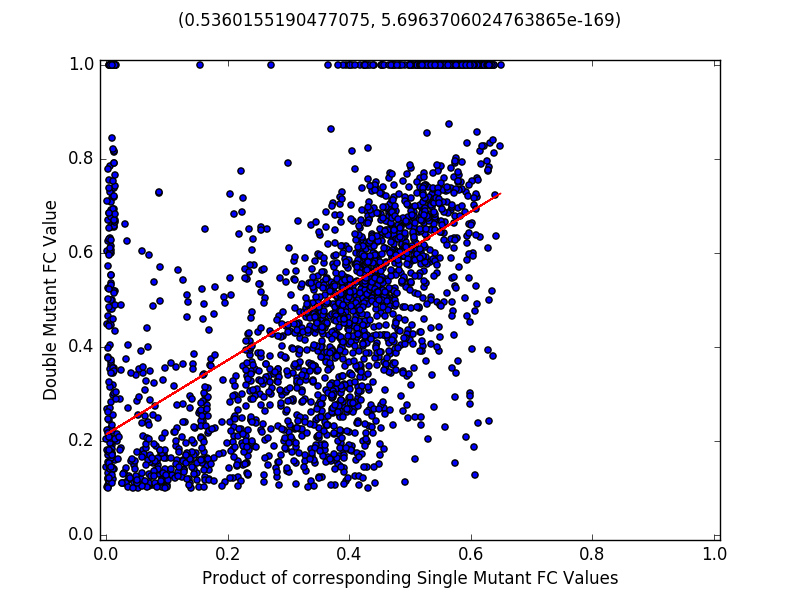 (0.5360155190477075, 5.6963706024763865e-169)
1.0
0.8
0.6
0.4
0.2
0.0
Double Mutant FC Value
0.0 0.2 0.4 0.6 0.8 1.0
Product of corresponding Single Mutant FC Values